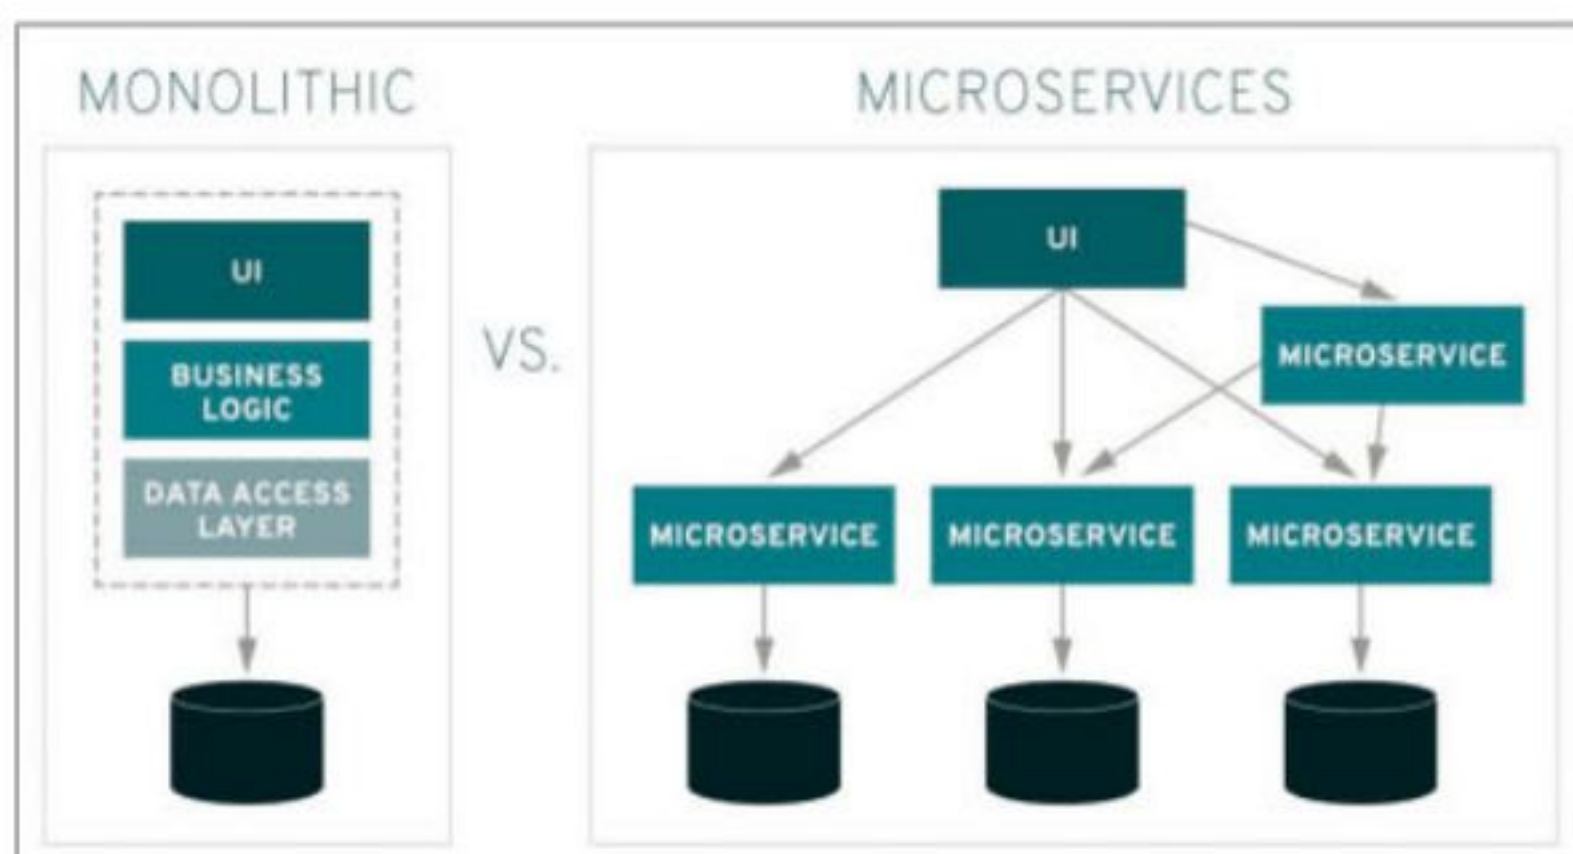 MONOLITHIC
UI
BUSINESS
LOGIC
DATA ACCESS
LAYER
VS.
MICROSERVICES
UI
MICROSERVICE
MICROSERVICE
MICROSERVICE
MICROSERVICE